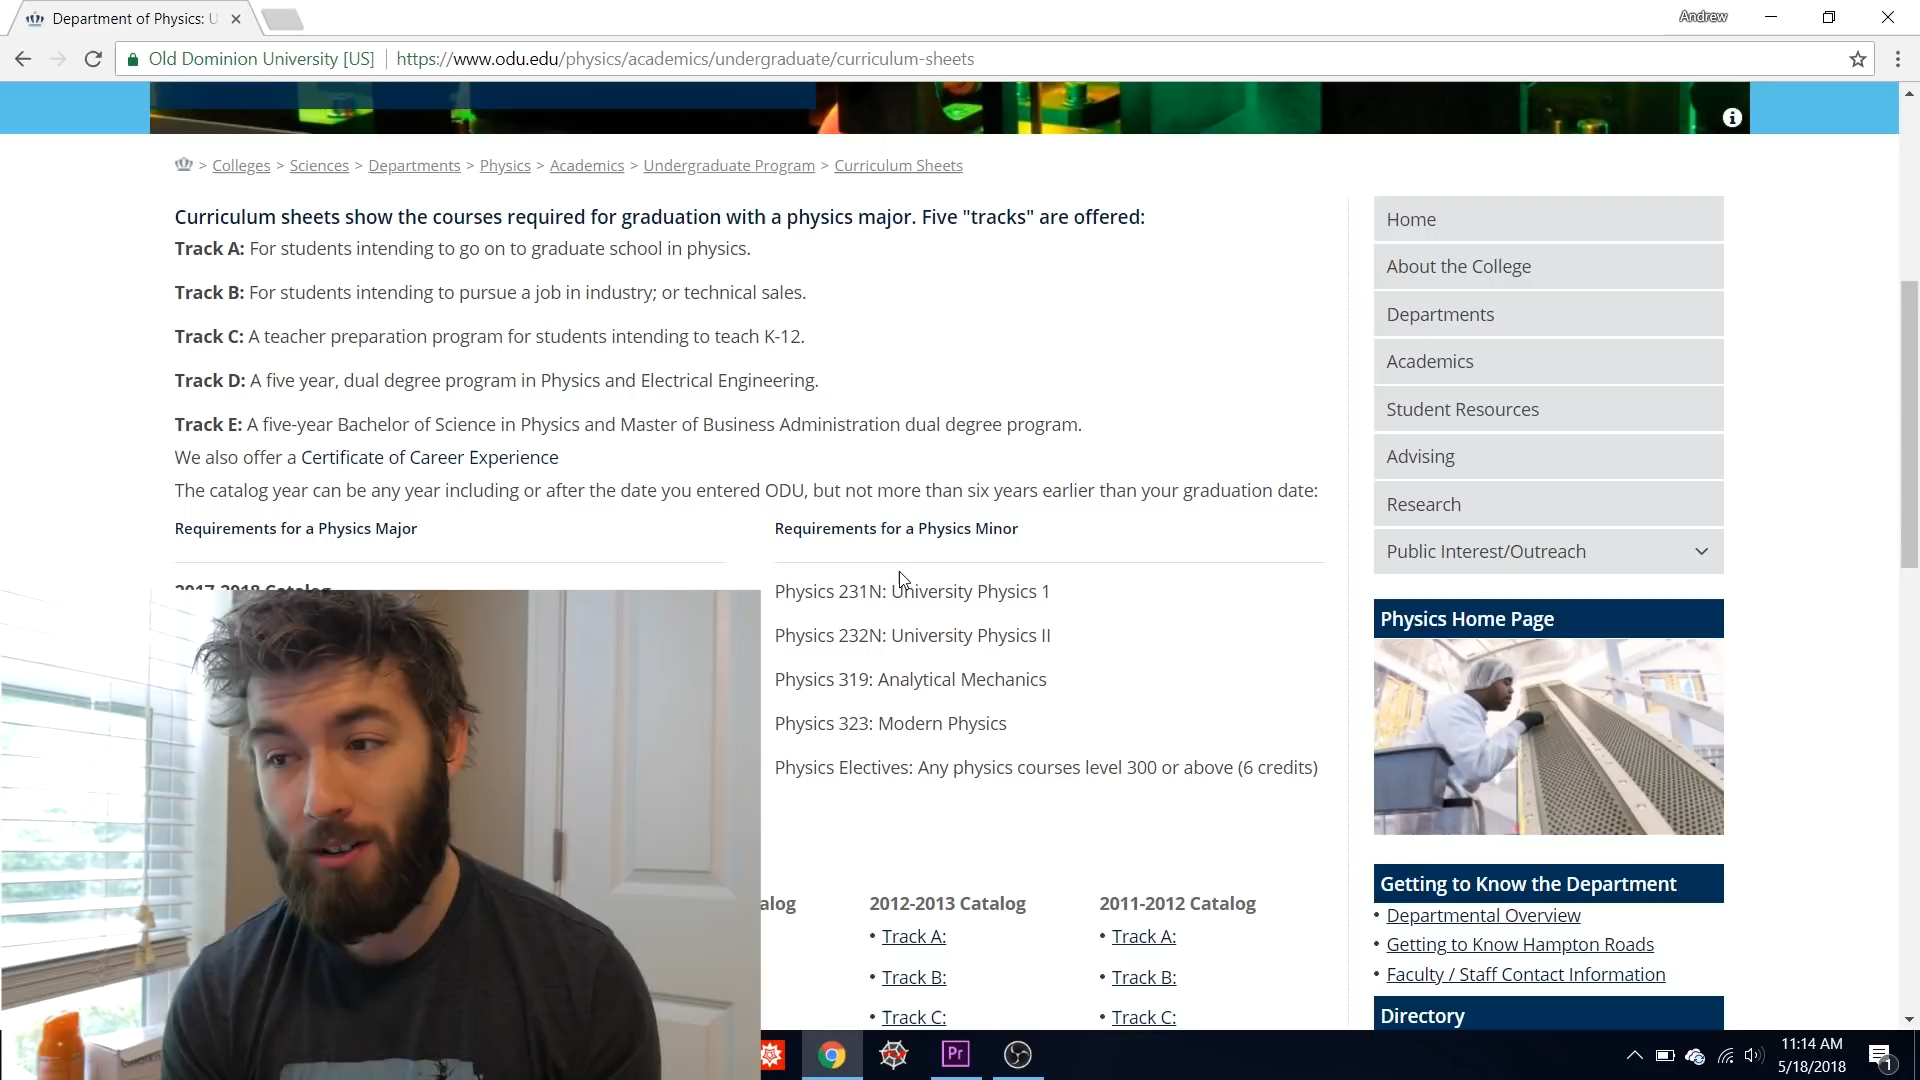 Department of Physics: U
Andrew
Old Dominion University [US]
https://www.odu.edu/physics/academics/undergraduate/curriculum-sheets
> Colleges > Sciences > Departments > Physics > Academics > Undergraduate Program > Curriculum Sheets
Curriculum sheets show the courses required for graduation with a physics major. Five "tracks" are offered:
Track A: For students intending to go on to graduate school in physics.
Track B: For students intending to pursue a job in industry; or technical sales.
Track C: A teacher preparation program for students intending to teach K-12.
Track D: A five year, dual degree program in Physics and Electrical Engineering.
Track E: A five-year Bachelor of Science in Physics and Master of Business Administration dual degree program.
We also offer a Certificate of Career Experience
The catalog year can be any year including or after the date you entered ODU, but not more than six years earlier than your graduation date:
Requirements for a Physics Major
2017-2018 Catalog
Requirements for a Physics Minor
Physics 231N: University Physics 1
Physics 232N: University Physics II
Physics 319: Analytical Mechanics
Physics 323: Modern Physics
Physics Electives: Any physics courses level 300 or above (6 credits)
alog
2012-2013 Catalog
• Track A:
• Track B:
• Track C:
2011-2012 Catalog
• Track A:
• Track B:
• Track C:
Home
About the College
Departments
Academics
Student Resources
Advising
Research
Public Interest/Outreach
Physics Home Page
Getting to Know the Department
• Departmental Overview
• Getting to Know Hampton Roads
• Faculty / Staff Contact Information
Directory
Pr
11:14 AM
5/18/2018
1